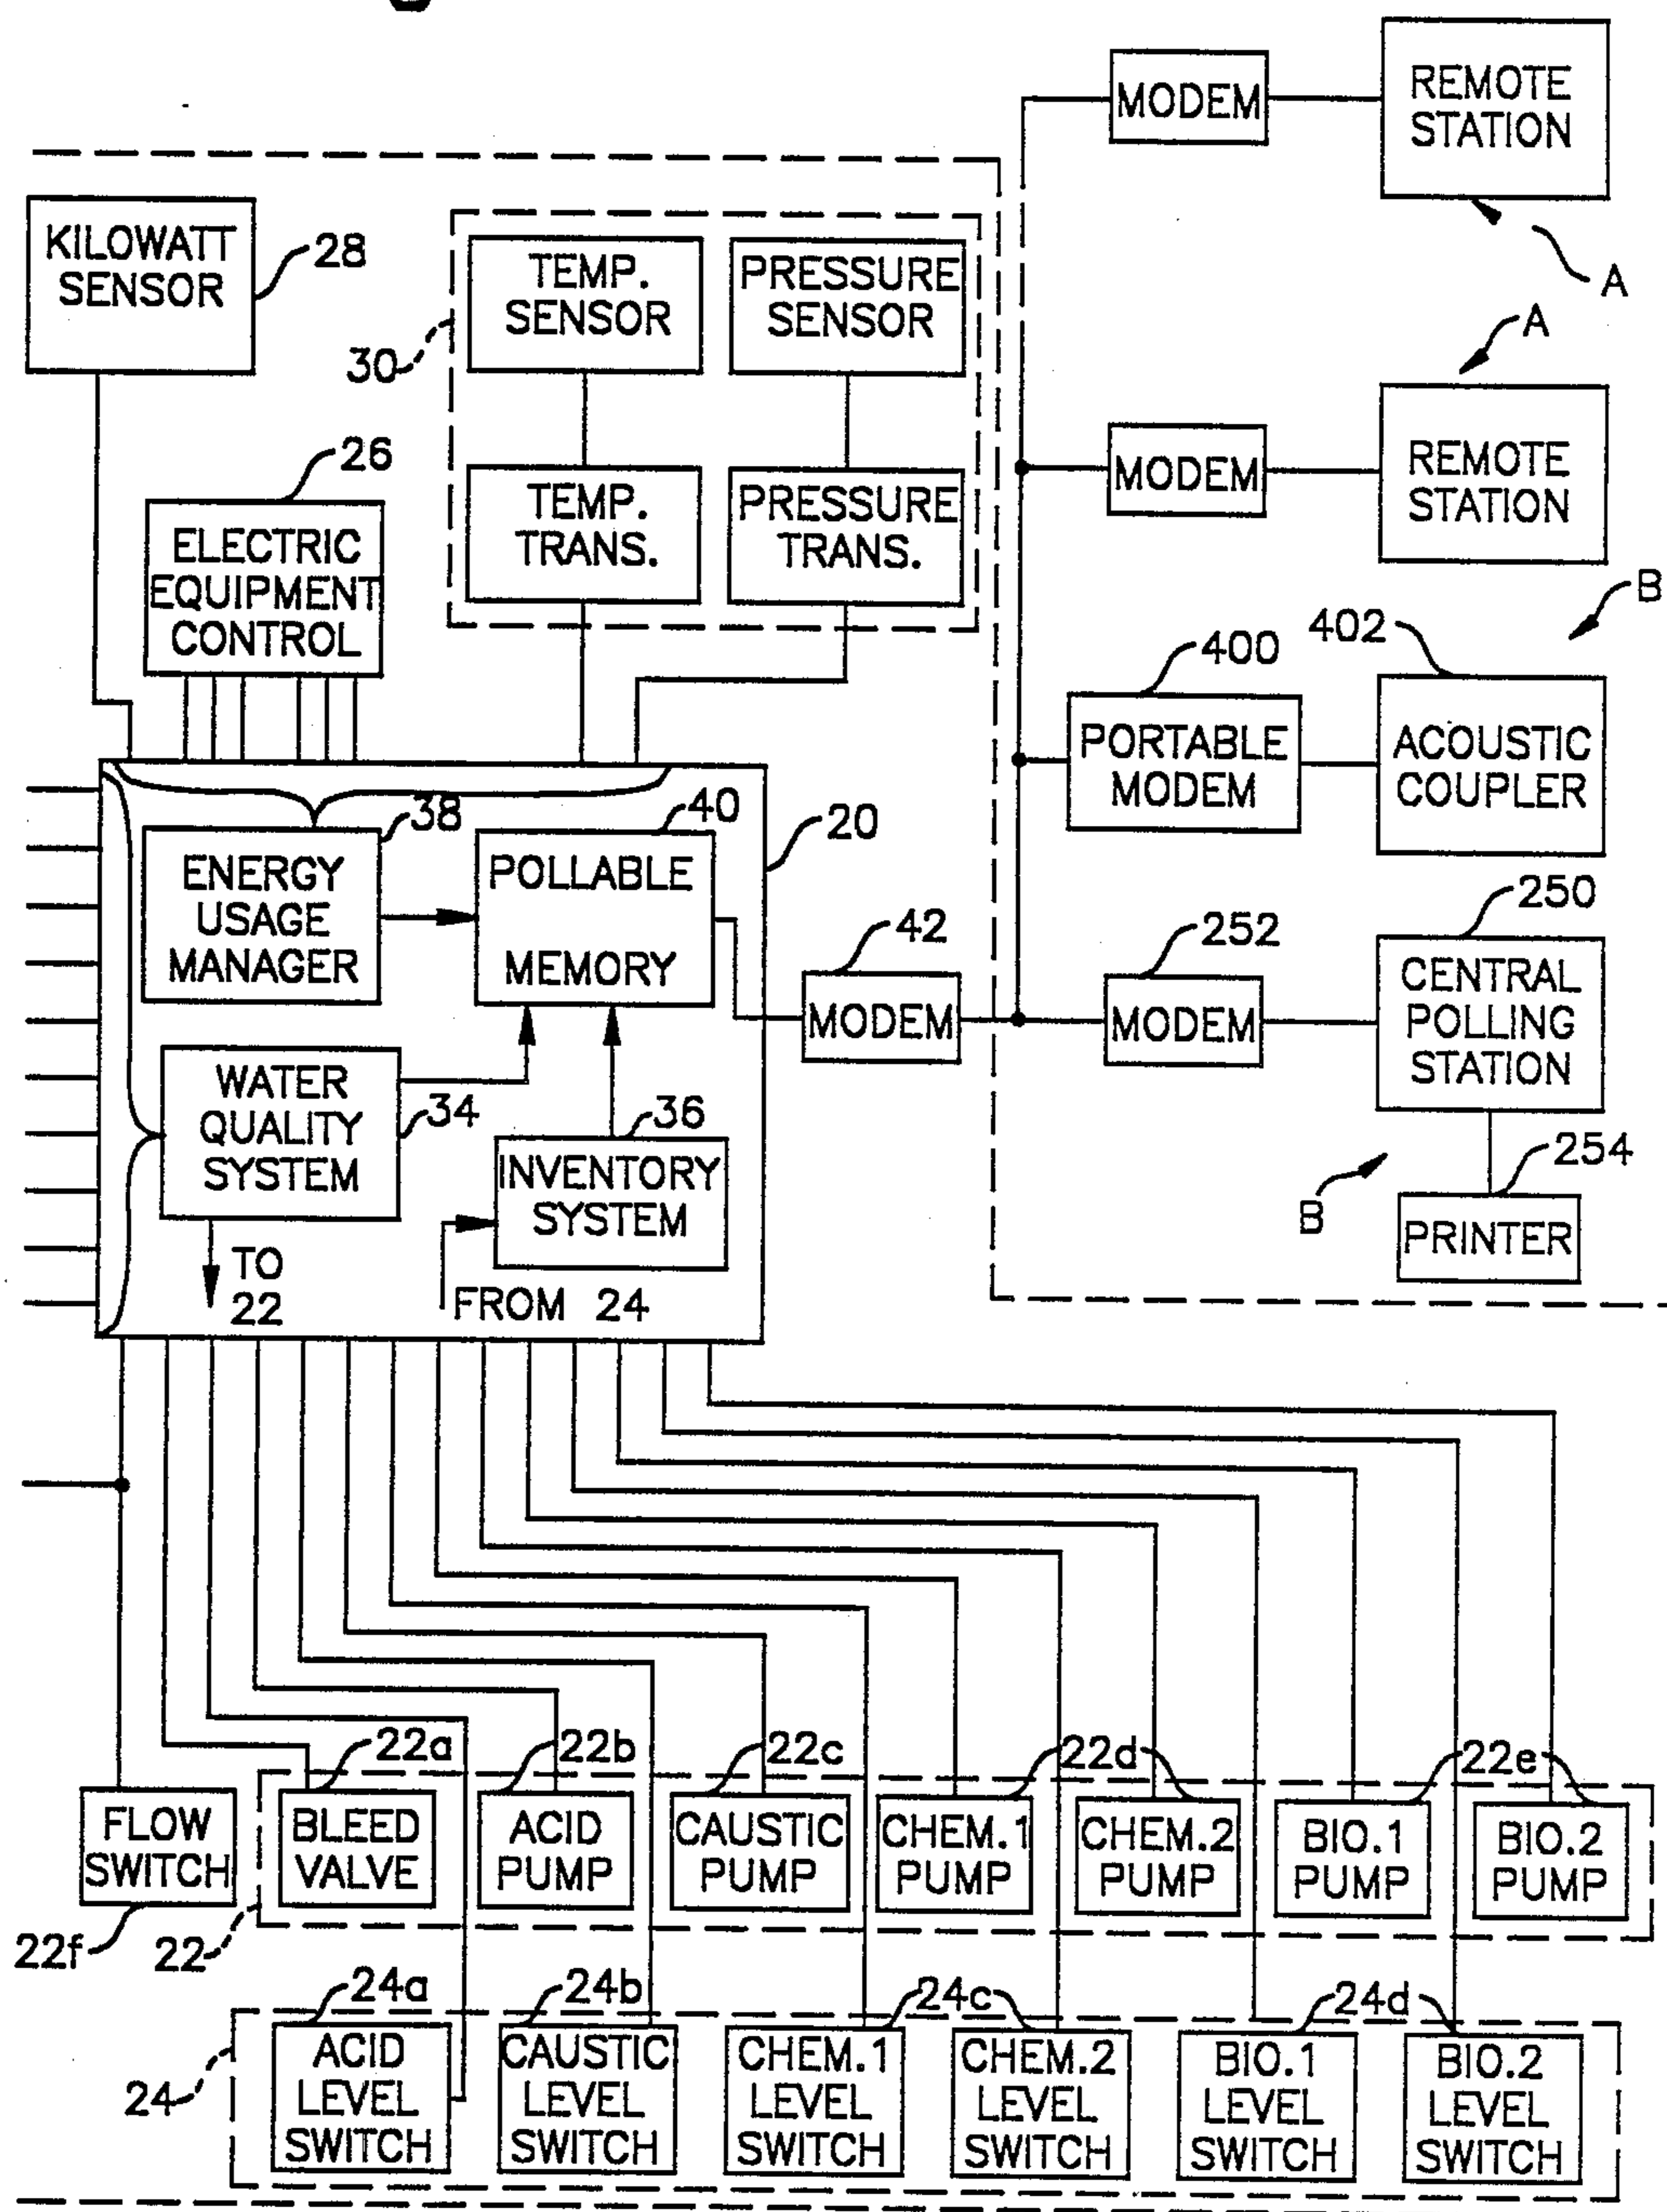 MODEM
REMOTE
STATION
A
KILOWATT
SENSOR
28
30
TEMP.
SENSOR
PRESSURE
SENSOR
TEMP.
TRANS.
PRESSURE
TRANS.
26
ELECTRIC
EQUIPMENT
CONTROL
A
MODEM
REMOTE
STATION
B
400
402
PORTABLE
MODEM
ACOUSTIC
COUPLER
38
40
20
ENERGY
USAGE
MANAGER
POLLABLE
MEMORY
42
MODEM
252
MODEM
250
CENTRAL
POLLING
STATION
WATER
QUALITY
SYSTEM
34
36
INVENTORY
SYSTEM
TO
22
FROM 24
B
254
PRINTER
22a
22b
22c
22d
22e
FLOW
SWITCH
BLEED
VALVE
ACID
PUMP
CAUSTIC
PUMP
CHEM.1
PUMP
CHEM.2
PUMP
BIO.1
PUMP
BIO.2
PUMP
22f
22
24a
24b
24c
24d
24
ACID
LEVEL
SWITCH
CAUSTIC
LEVEL
SWITCH
CHEM.1
LEVEL
SWITCH
CHEM.2
LEVEL
SWITCH
BIO.1
LEVEL
SWITCH
BIO.2
LEVEL
SWITCH